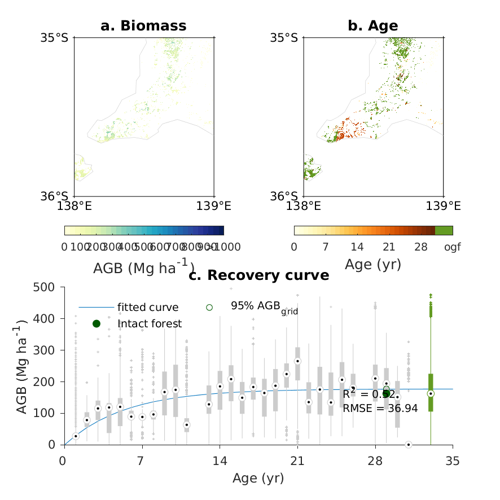 a. Biomass
b. Age
35°S
36°S
138°E
139°E
35°S
36°S
138°E
139°E
0 100 200 300 400 500 600 700 800 900 >1000
AGB (Mg ha-1)
0 7 14 21 28 ogf
Age (yr)
c. Recovery curve
500
400
300
200
100
0
AGB (Mg ha-1)
fitted curve
95% AGBgrid
Intact forest
RMSE = 36.94
0 7 14 21 28 35
Age (yr)